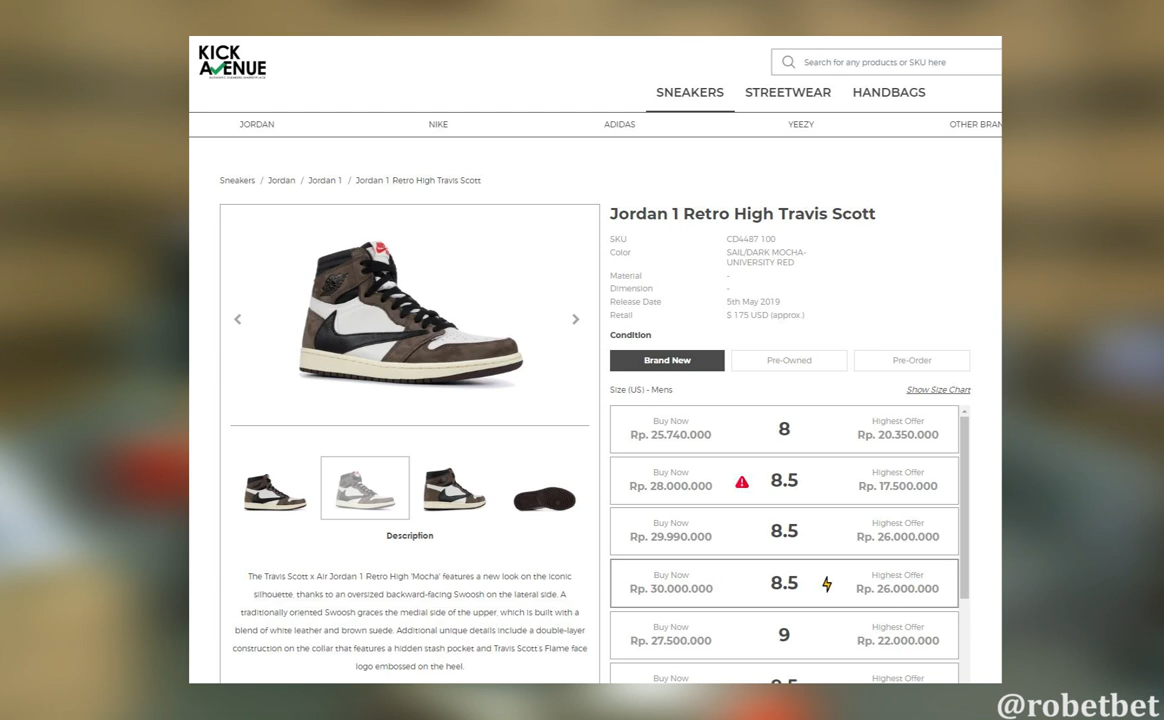 KICK
AVENUE
Search for any products or SKU here
SNEAKERS STREETWEAR HANDBAGS
JORDAN NIKE ADIDAS YEEZY OTHER BRAN
Sneakers / Jordan / Jordan 1 / Jordan 1 Retro High Travis Scott
Jordan 1 Retro High Travis Scott
SKU CD4487 100
Color SAIL/DARK MOCHA-
UNIVERSITY RED
Material -
Dimension -
Release Date 5th May 2019
Retail $ 175 USD (approx.)
Condition
Brand New Pre-Owned Pre-Order
Size (US) - Mens Show Size Chart
Buy Now Highest Offer
Rp. 25.740.000 8 Rp. 20.350.000
Buy Now Highest Offer
Rp. 28.000.000 8.5 Rp. 17.500.000
Buy Now Highest Offer
Rp. 29.990.000 8.5 Rp. 26.000.000
Buy Now Highest Offer
Rp. 30.000.000 8.5 Rp. 26.000.000
Buy Now Highest Offer
Rp. 27.500.000 9 Rp. 22.000.000
Buy Now Highest Offer
Description
The Travis Scott x Air Jordan 1 Retro High 'Mocha' features a new look on the iconic
silhouette, thanks to an oversized backward-facing Swoosh on the lateral side. A
traditionally oriented Swoosh graces the medial side of the upper, which is built with a
blend of white leather and brown suede. Additional unique details include a double-layer
construction on the collar that features a hidden stash pocket and Travis Scott's Flame face
logo embossed on the heel.
@robetbet